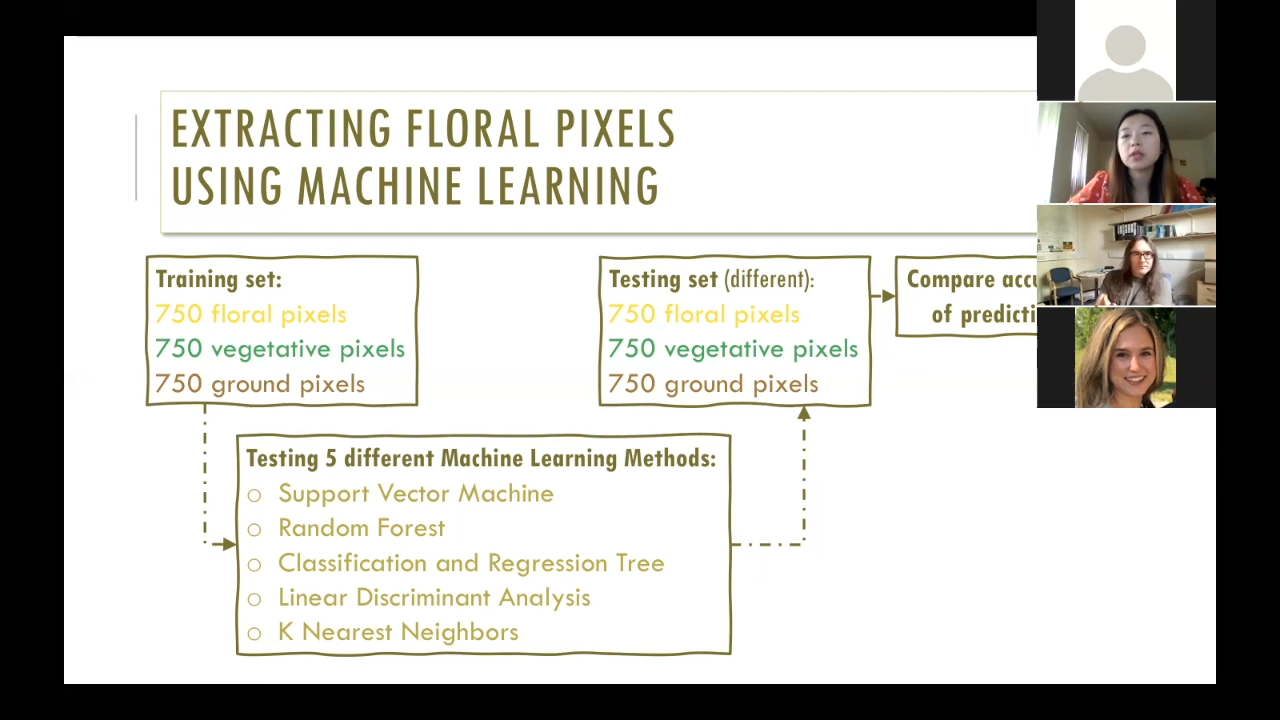 EXTRACTING FLORAL PIXELS
USING MACHINE LEARNING
Training set:
750 floral pixels
750 vegetative pixels
750 ground pixels
Testing set (different):
750 floral pixels
750 vegetative pixels
750 ground pixels
Compare
of
Testing 5 different Machine Learning Methods:
o Support Vector Machine
o Random Forest
o Classification and Regression Tree
o Linear Discriminant Analysis
o K Nearest Neighbors